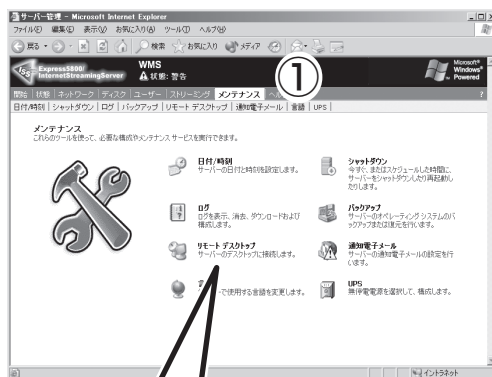 サーバー管理 - Microsoft Internet Explorer
ファイル(F) 編集(E) 表示(V) お気に入り(A) ツール(T) ヘルプ(H)
戻る 検索 お気に入り メディア
Express5800/
InternetStreamingServer
WMS
状態: 警告
Microsoft®
Windows®
Powered
①
開始 状態 ネットワーク ディスク ユーザー ストリーミング メンテナンス ?
日付/時刻 シャットダウン ログ バックアップ リモート デスクトップ 通知電子メール 言語 UPS
メンテナンス
これらのツールを使って、必要な構成やメンテナンス サービスを実行できます。
日付/時刻
サーバーの日付と時刻を設定します。
シャットダウン
今すぐ、またはスケジュールした時間に、
サーバーをシャットダウンしたり再起動し
たりします。
ログ
ログを表示、消去、ダウンロードおよび
構成します。
バックアップ
サーバーのオペレーティング システムのバ
ックアップまたは復元を行います。
リモート デスクトップ
サーバーのデスクトップに接続します。
通知電子メール
サーバーの通知電子メールの設定を行
います。
で使用する言語を変更します。
UPS
無停電電源を選択して、構成します。
イントラネット